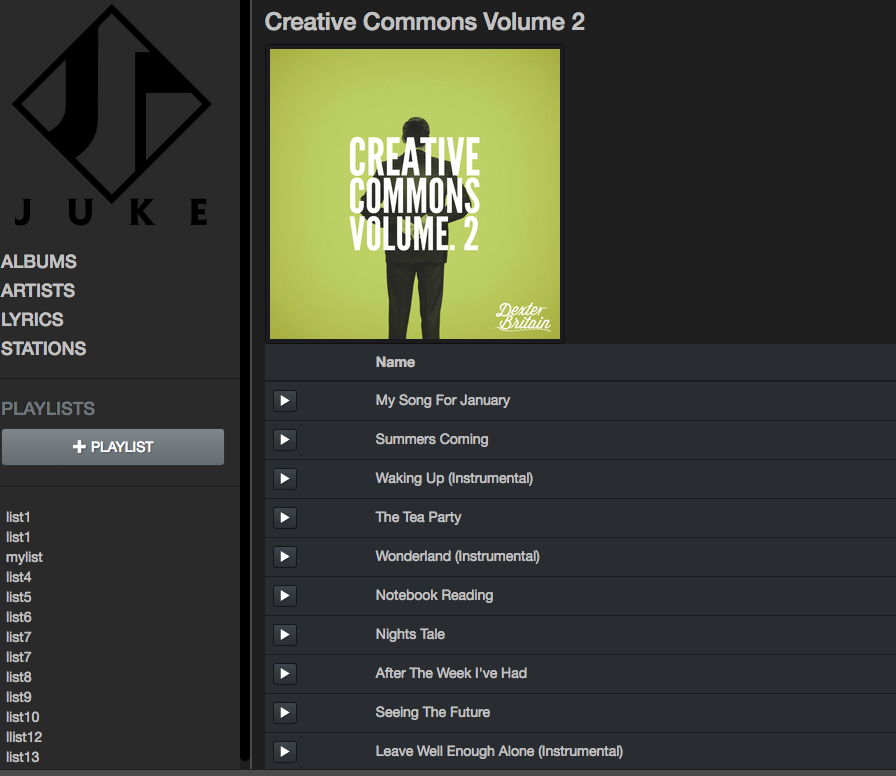 JUKE
ALBUMS
ARTISTS
LYRICS
STATIONS
PLAYLISTS
+ PLAYLIST
list1
list1
mylist
list4
list5
list6
list7
list7
list8
list9
list10
llist12
list13
Creative Commons Volume 2
CREATIVE
COMMONS
VOLUME. 2
Dexter
Britain
Name
My Song For January
Summers Coming
Waking Up (Instrumental)
The Tea Party
Wonderland (Instrumental)
Notebook Reading
Nights Tale
After The Week I've Had
Seeing The Future
Leave Well Enough Alone (Instrumental)